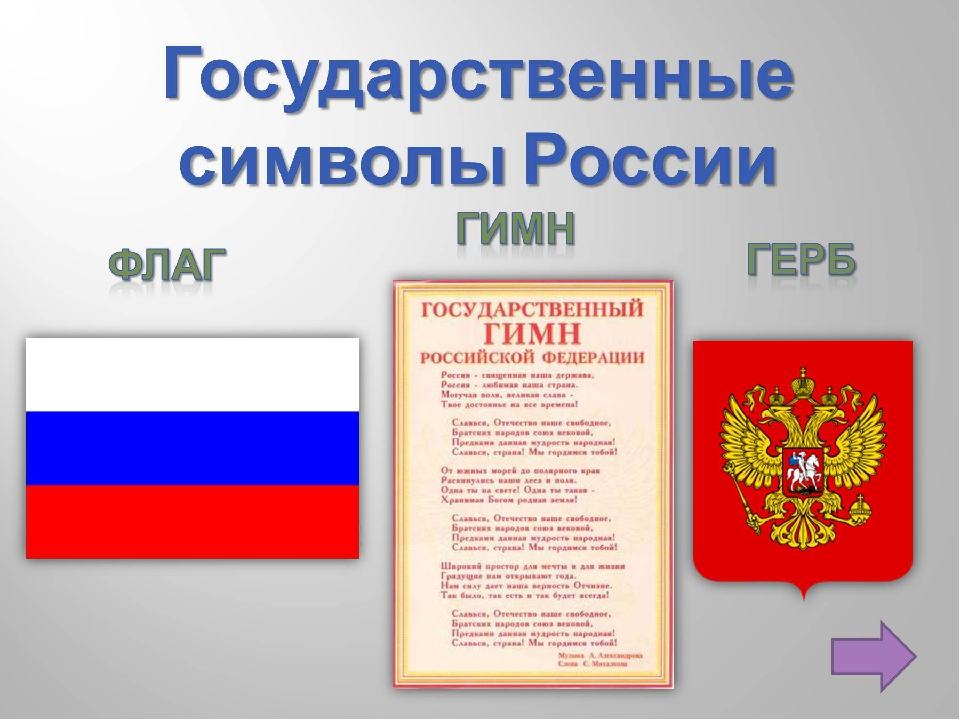 Государственные
символы России
ФЛАГ
ГИМН
ГЕРБ
ГОСУДАРСТВЕННЫЙ
ГИМН
РОССИЙСКОЙ ФЕДЕРАЦИИ
Россия - священная наша держава,
Россия - любимая наша страна.
Могучая воля, великая слава -
Твое достоянье на все времена!
Славься, Отечество наше свободное,
Братских народов союз вековой,
Предками данная мудрость народная!
Славься, страна! Мы гордимся тобой!
От южных морей до полярного края
Раскинулись наши леса и поля.
Одна ты на свете! Одна ты такая -
Хранимая Богом родная земля!
Славься, Отечество наше свободное,
Братских народов союз вековой,
Предками данная мудрость народная!
Славься, страна! Мы гордимся тобой!
Широкий простор для мечты и для жизни
Грядущие нам открывают года.
Нам силу дает наша верность Отчизне.
Так было, так есть и так будет всегда!
Славься, Отечество наше свободное,
Братских народов союз вековой,
Предками данная мудрость народная!
Славься, страна! Мы гордимся тобой!
Музыка А. Александрова
Слова С. Михалкова